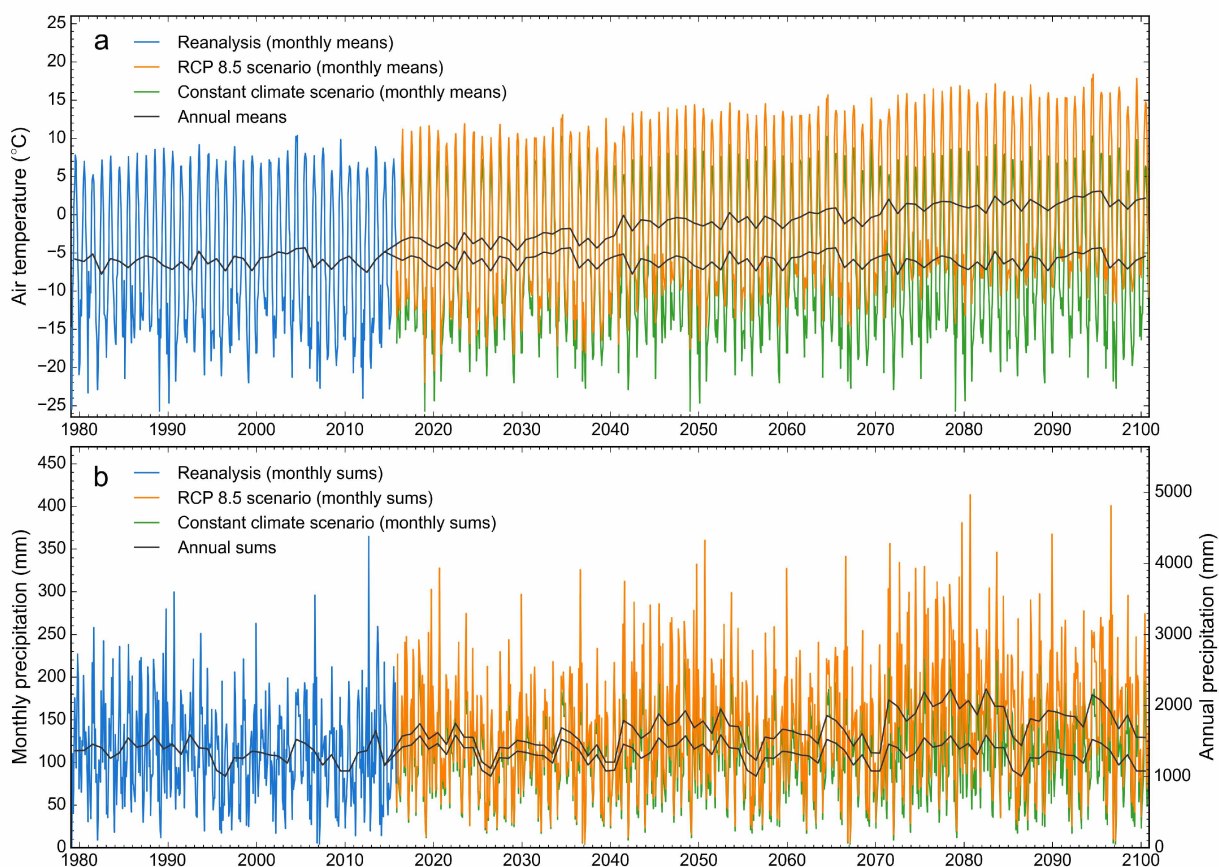 a
Reanalysis (monthly means)
RCP 8.5 scenario (monthly means)
Constant climate scenario (monthly means)
Annual means
Air temperature (°C)
25
20
15
10
5
0
−5
−10
−15
−20
−25
1980 1990 2000 2010 2020 2030 2040 2050 2060 2070 2080 2090 2100
b
Reanalysis (monthly sums)
RCP 8.5 scenario (monthly sums)
Constant climate scenario (monthly sums)
Annual sums
Monthly precipitation (mm)
450
400
350
300
250
200
150
100
50
0
Annual precipitation (mm)
5000
4000
3000
2000
1000
0
1980 1990 2000 2010 2020 2030 2040 2050 2060 2070 2080 2090 2100